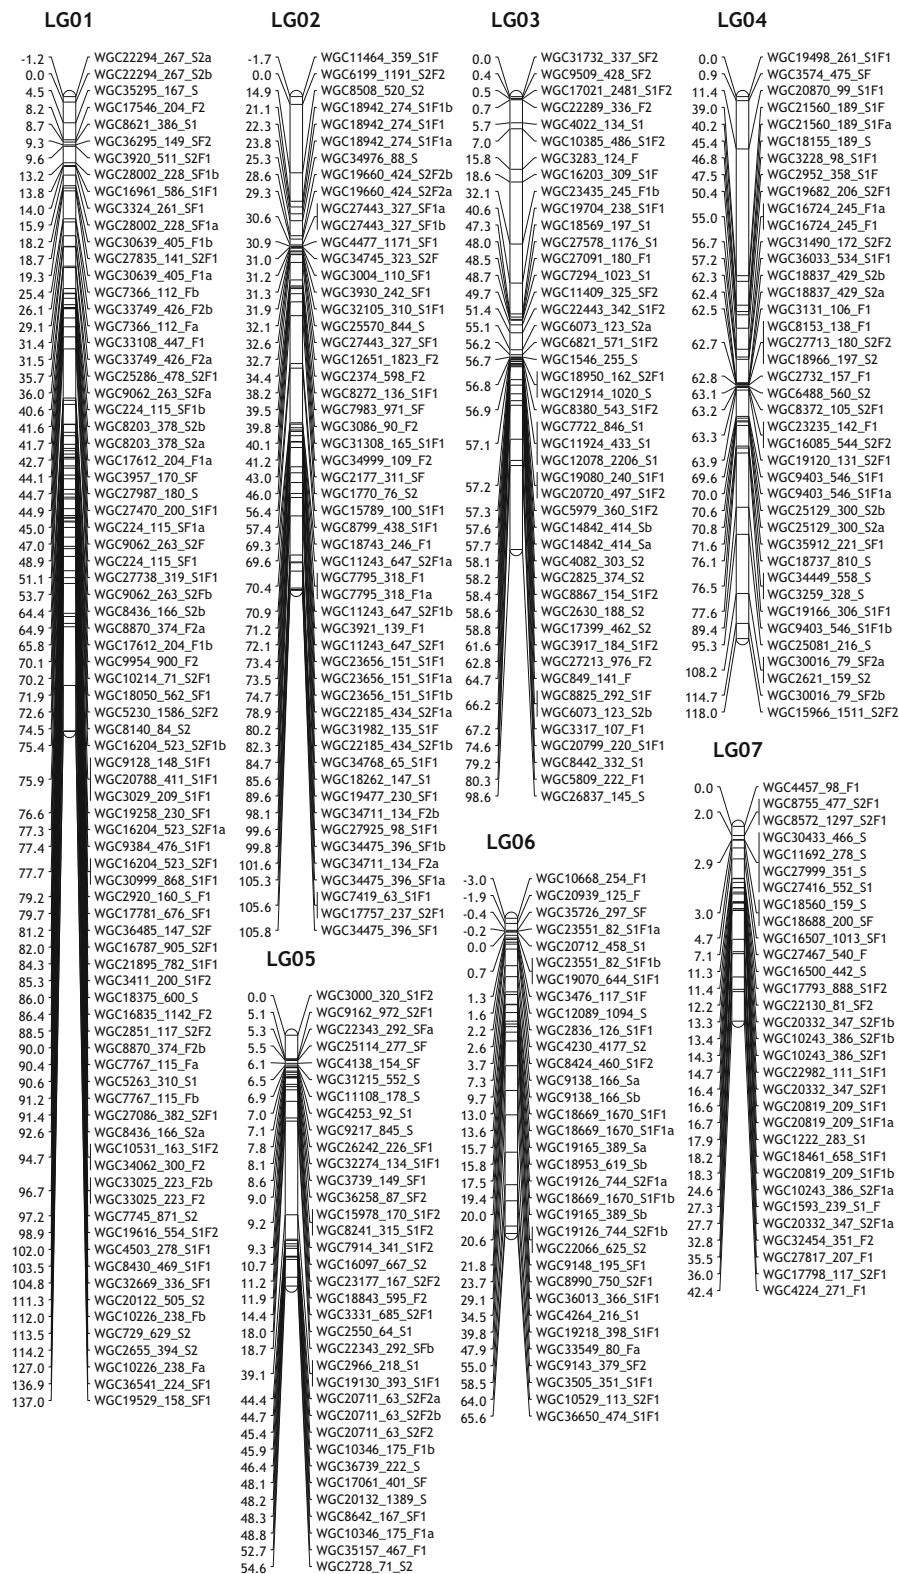 LG01
-1.2 WGC22294_267_S2a
0.0 WGC22294_267_S2b
4.5 WGC35295_167_S
8.2 WGC17546_204_F2
8.7 WGC8621_386_S1
9.3 WGC36295_149_SF2
9.6 WGC3920_511_S2F1
13.2 WGC28002_228_SF1b
13.8 WGC16961_586_S1F1
14.0 WGC3324_261_SF1
15.9 WGC28002_228_SF1a
18.2 WGC30639_405_F1b
18.7 WGC27835_141_S2F1
19.3 WGC30639_405_F1a
25.4 WGC7366_112_Fb
26.1 WGC33749_426_F2b
29.1 WGC7366_112_Fa
31.4 WGC33108_447_F1
31.5 WGC33749_426_F2a
35.7 WGC25286_478_S2F1
36.0 WGC9062_263_S2Fa
40.6 WGC224_115_SF1b
41.6 WGC8203_378_S2b
41.7 WGC8203_378_S2a
42.7 WGC17612_204_F1a
44.1 WGC3957_170_SF
44.7 WGC27987_180_S
44.9 WGC27470_200_S1F1
45.0 WGC224_115_SF1a
47.0 WGC9062_263_S2F
48.9 WGC224_115_SF1
51.1 WGC27738_319_S1F1
53.7 WGC9062_263_S2Fb
64.4 WGC8436_166_S2b
64.9 WGC8870_374_F2a
65.8 WGC17612_204_F1b
70.1 WGC9954_900_F2
70.2 WGC10214_71_S2F1
71.9 WGC18050_562_SF1
72.6 WGC5230_1586_S2F2
74.5 WGC8140_84_S2
75.4 WGC16204_523_S2F1b
WGC9128_148_S1F1
75.9 WGC20788_411_S1F1
WGC3029_209_S1F1
76.6 WGC19258_230_SF1
77.3 WGC16204_523_S2F1a
77.4 WGC9384_476_S1F1
77.7 WGC16204_523_S2F1
WGC30999_868_S1F1
79.2 WGC2920_160_S_F1
79.7 WGC17781_676_SF1
81.2 WGC36485_147_S2F
82.0 WGC16787_905_S2F1
84.3 WGC21895_782_S1F1
85.3 WGC3411_200_S1F2
86.0 WGC18375_600_S
86.4 WGC16835_1142_F2
88.5 WGC2851_117_S2F2
90.0 WGC8870_374_F2b
90.4 WGC7767_115_Fa
90.6 WGC5263_310_S1
91.2 WGC7767_115_Fb
91.4 WGC27086_382_S2F1
92.6 WGC8436_166_S2a
94.7 WGC10531_163_S1F2
WGC34062_300_F2
96.7 WGC33025_223_F2b
WGC33025_223_F2
97.2 WGC7745_871_S2
98.9 WGC19616_554_S1F2
102.0 WGC4503_278_S1F1
103.5 WGC8430_469_S1F1
104.8 WGC32669_336_SF1
111.3 WGC20122_505_S2
112.0 WGC10226_238_Fb
113.5 WGC729_629_S2
114.2 WGC2655_394_S2
127.0 WGC10226_238_Fa
136.9 WGC36541_224_SF1
137.0 WGC19529_158_SF1
LG02
-1.7 WGC11464_359_S1F
0.0 WGC6199_1191_S2F2
14.9 WGC8508_520_S2
21.1 WGC18942_274_S1F1b
22.3 WGC18942_274_S1F1
23.8 WGC18942_274_S1F1a
25.3 WGC34976_88_S
28.6 WGC19660_424_S2F2b
29.3 WGC19660_424_S2F2a
30.6 WGC27443_327_SF1a
WGC27443_327_SF1b
30.9 WGC4477_1171_SF1
31.0 WGC34745_323_S2F
31.2 WGC3004_110_SF1
31.3 WGC3930_242_SF1
31.9 WGC32105_310_S1F1
32.1 WGC25570_844_S
32.6 WGC27443_327_SF1
32.7 WGC12651_1823_F2
34.4 WGC2374_598_F2
38.2 WGC8272_136_S1F1
39.5 WGC7983_971_SF
39.8 WGC3086_90_F2
40.1 WGC31308_165_S1F1
41.2 WGC34999_109_F2
43.0 WGC2177_311_SF
46.0 WGC1770_76_S2
56.4 WGC15789_100_S1F1
57.4 WGC8799_438_S1F1
69.3 WGC18743_246_F1
69.6 WGC11243_647_S2F1a
70.4 WGC7795_318_F1
WGC7795_318_F1a
70.9 WGC11243_647_S2F1b
71.2 WGC3921_139_F1
72.1 WGC11243_647_S2F1
73.4 WGC23656_151_S1F1
73.5 WGC23656_151_S1F1a
74.7 WGC23656_151_S1F1b
78.9 WGC22185_434_S2F1a
80.2 WGC31982_135_S1F
82.3 WGC22185_434_S2F1b
84.7 WGC34768_65_S1F1
85.6 WGC18262_147_S1
89.6 WGC19477_230_SF1
98.1 WGC34711_134_F2b
99.6 WGC27925_98_S1F1
99.8 WGC34475_396_SF1b
101.6 WGC34711_134_F2a
105.3 WGC34475_396_SF1a
105.6 WGC7419_63_S1F1
WGC17757_237_S2F1
105.8 WGC34475_396_SF1
LG05
0.0 WGC3000_320_S1F2
5.1 WGC9162_972_S2F1
5.3 WGC22343_292_SFa
5.5 WGC25114_277_SF
6.1 WGC4138_154_SF
6.5 WGC31215_552_S
6.9 WGC11108_178_S
7.0 WGC4253_92_S1
7.1 WGC9217_845_S
7.8 WGC26242_226_SF1
8.1 WGC32274_134_S1F1
8.6 WGC3739_149_SF1
9.0 WGC36258_87_SF2
9.2 WGC15978_170_S1F2
WGC8241_315_S1F2
9.3 WGC7914_341_S1F2
10.7 WGC16097_667_S2
11.2 WGC23177_167_S2F2
11.9 WGC18843_595_F2
14.4 WGC3331_685_S2F1
18.0 WGC2550_64_S1
18.7 WGC22343_292_SFb
39.1 WGC2966_218_S1
WGC19130_393_S1F1
44.4 WGC20711_63_S2F2a
44.7 WGC20711_63_S2F2b
45.4 WGC20711_63_S2F2
45.9 WGC10346_175_F1b
46.4 WGC36739_222_S
48.1 WGC17061_401_SF
48.2 WGC20132_1389_S
48.3 WGC8642_167_SF1
48.8 WGC10346_175_F1a
52.7 WGC35157_467_F1
54.6 WGC2728_71_S2
LG03
0.0 WGC31732_337_SF2
0.4 WGC9509_428_SF2
0.5 WGC17021_2481_S1F2
0.7 WGC22289_336_F2
5.7 WGC4022_134_S1
7.0 WGC10385_486_S1F2
15.8 WGC3283_124_F
18.6 WGC16203_309_S1F
32.1 WGC23435_245_F1b
40.6 WGC19704_238_S1F1
47.3 WGC18569_197_S1
48.0 WGC27578_1176_S1
48.5 WGC27091_180_F1
48.7 WGC7294_1023_S1
49.7 WGC11409_325_SF2
51.4 WGC22443_342_S1F2
55.1 WGC6073_123_S2a
56.2 WGC6821_571_S1F2
56.7 WGC1546_255_S
56.8 WGC18950_162_S2F1
WGC12914_1020_S
56.9 WGC8380_543_S1F2
WGC7722_846_S1
57.1 WGC11924_433_S1
WGC12078_2206_S1
57.2 WGC19080_240_S1F1
WGC20720_497_S1F2
57.3 WGC5979_360_S1F2
57.6 WGC14842_414_Sb
57.7 WGC14842_414_Sa
58.1 WGC4082_303_S2
58.2 WGC2825_374_S2
58.4 WGC8867_154_S1F2
58.6 WGC2630_188_S2
58.8 WGC17399_462_S2
61.6 WGC3917_184_S1F2
62.8 WGC27213_976_F2
64.7 WGC849_141_F
66.2 WGC8825_292_S1F
WGC6073_123_S2b
67.2 WGC3317_107_F1
74.6 WGC20799_220_S1F1
79.2 WGC8442_332_S1
80.3 WGC5809_222_F1
98.6 WGC26837_145_S
LG06
-3.0 WGC10668_254_F1
-1.9 WGC20939_125_F
-0.4 WGC35726_297_SF
-0.2 WGC23551_82_S1F1a
0.0 WGC20712_458_S1
0.7 WGC23551_82_S1F1b
WGC19070_644_S1F1
1.3 WGC3476_117_S1F
1.6 WGC12089_1094_S
2.2 WGC2836_126_S1F1
2.6 WGC4230_4177_S2
3.7 WGC8424_460_S1F2
7.3 WGC9138_166_Sa
9.7 WGC9138_166_Sb
13.0 WGC18669_1670_S1F1
13.6 WGC18669_1670_S1F1a
15.7 WGC19165_389_Sa
15.8 WGC18953_619_Sb
17.5 WGC19126_744_S2F1a
19.4 WGC18669_1670_S1F1b
20.0 WGC19165_389_Sb
20.6 WGC19126_744_S2F1b
WGC22066_625_S2
21.8 WGC9148_195_SF1
23.7 WGC8990_750_S2F1
29.1 WGC36013_366_S1F1
34.5 WGC4264_216_S1
39.8 WGC19218_398_S1F1
47.9 WGC33549_80_Fa
55.0 WGC9143_379_SF2
58.5 WGC3505_351_S1F1
64.0 WGC10529_113_S2F1
65.6 WGC36650_474_S1F1
LG04
0.0 WGC19498_261_S1F1
0.9 WGC3574_475_SF
11.4 WGC20870_99_S1F1
39.0 WGC21560_189_S1F
40.2 WGC21560_189_S1Fa
45.4 WGC18155_189_S
46.8 WGC3228_98_S1F1
47.5 WGC2952_358_S1F
50.4 WGC19682_206_S2F1
55.0 WGC16724_245_F1a
WGC16724_245_F1
56.7 WGC31490_172_S2F2
57.2 WGC36033_534_S1F1
62.3 WGC18837_429_S2b
62.4 WGC18837_429_S2a
62.5 WGC3131_106_F1
WGC8153_138_F1
62.7 WGC27713_180_S2F2
WGC18966_197_S2
62.8 WGC2732_157_F1
63.1 WGC6488_560_S2
63.2 WGC8372_105_S2F1
63.3 WGC23235_142_F1
WGC16085_544_S2F2
63.9 WGC19120_131_S2F1
69.6 WGC9403_546_S1F1
70.0 WGC9403_546_S1F1a
70.6 WGC25129_300_S2b
70.8 WGC25129_300_S2a
71.6 WGC35912_221_SF1
76.1 WGC18737_810_S
76.5 WGC34449_558_S
WGC3259_328_S
77.6 WGC19166_306_S1F1
89.4 WGC9403_546_S1F1b
95.3 WGC25081_216_S
108.2 WGC30016_79_SF2a
WGC2621_159_S2
114.7 WGC30016_79_SF2b
118.0 WGC15966_1511_S2F2
LG07
0.0 WGC4457_98_F1
2.0 WGC8755_477_S2F1
WGC8572_1297_S2F1
WGC30433_466_S
2.9 WGC11692_278_S
WGC27999_351_S
WGC27416_552_S1
3.0 WGC18560_159_S
WGC18688_200_SF
4.7 WGC16507_1013_SF1
7.1 WGC27467_540_F
11.3 WGC16500_442_S
11.4 WGC17793_888_S1F2
12.2 WGC22130_81_SF2
13.3 WGC20332_347_S2F1b
13.4 WGC10243_386_S2F1b
14.3 WGC10243_386_S2F1
14.7 WGC22982_111_S1F1
16.4 WGC20332_347_S2F1
16.6 WGC20819_209_S1F1
16.7 WGC20819_209_S1F1a
17.9 WGC1222_283_S1
18.2 WGC18461_658_S1F1
18.3 WGC20819_209_S1F1b
24.6 WGC10243_386_S2F1a
27.3 WGC1593_239_S1_F
27.7 WGC20332_347_S2F1a
32.8 WGC32454_351_F2
35.5 WGC27817_207_F1
36.0 WGC17798_117_S2F1
42.4 WGC4224_271_F1